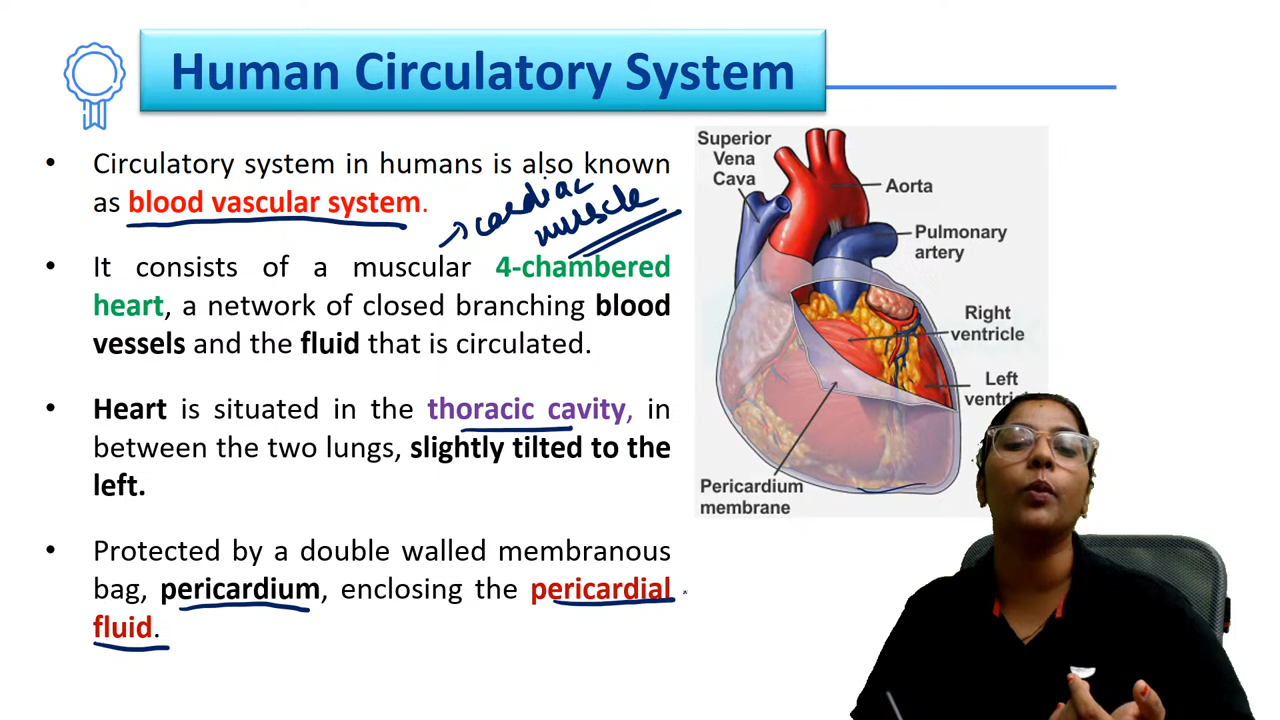 Human Circulatory System
• Circulatory system in humans is also known
as blood vascular system.
→ cardiac
muscle
• It consists of a muscular 4-chambered
heart, a network of closed branching blood
vessels and the fluid that is circulated.
• Heart is situated in the thoracic cavity, in
between the two lungs, slightly tilted to the
left.
• Protected by a double walled membranous
bag, pericardium, enclosing the pericardial
fluid.
Superior
Vena
Cava
Aorta
Pulmonary
artery
Right
ventricle
Left
Pericardium
membrane